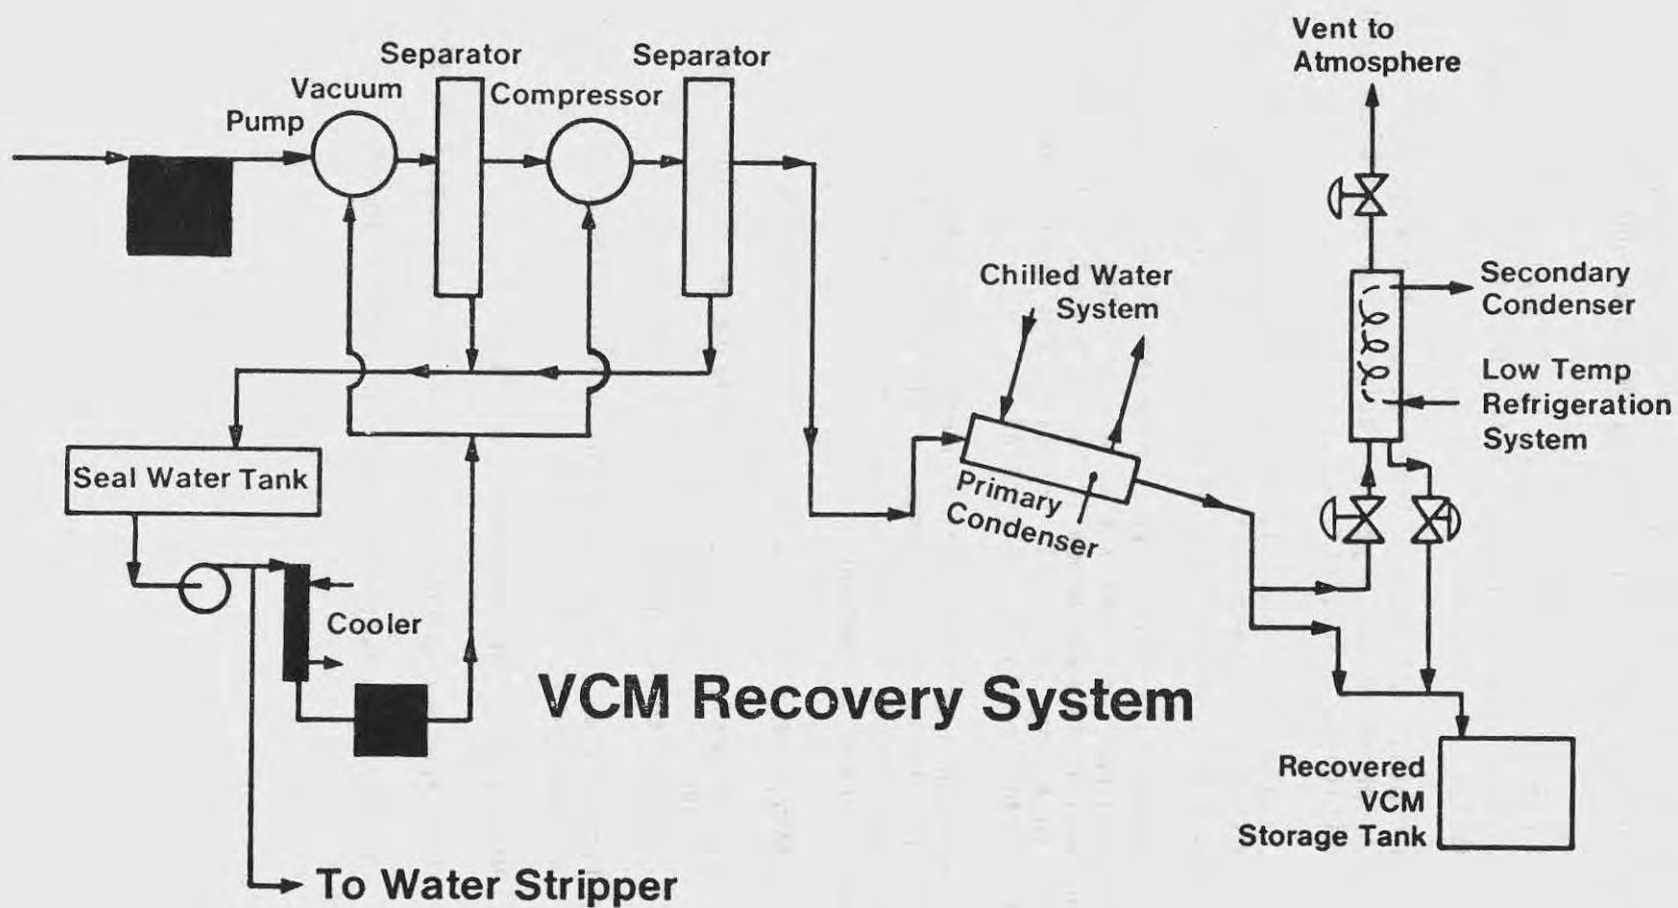 Vent to
Atmosphere
Separator
Separator
Vacuum
Pump
Compressor
Chilled Water
System
Secondary
Condenser
Low Temp
Refrigeration
System
Seal Water Tank
Primary
Condenser
Cooler
VCM Recovery System
Recovered
VCM
Storage Tank
To Water Stripper